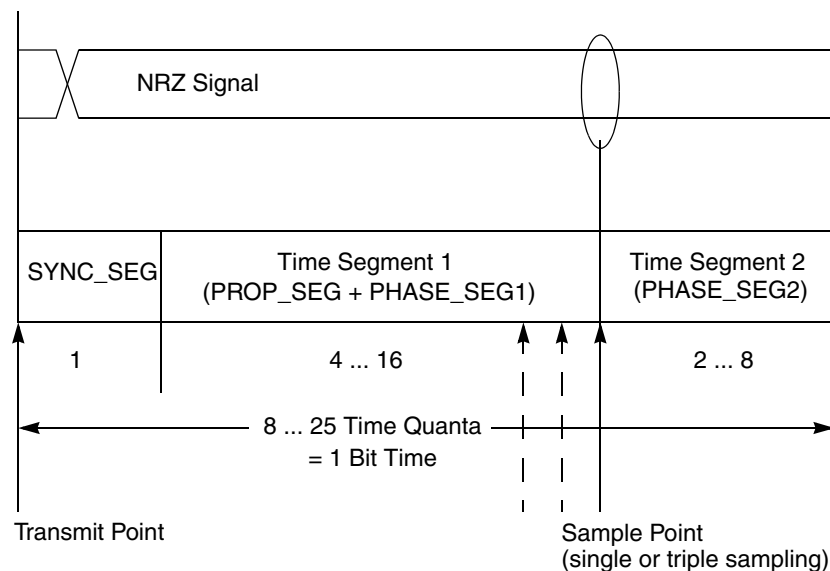 NRZ Signal
SYNC_SEG
Time Segment 1
(PROP_SEG + PHASE_SEG1)
Time Segment 2
(PHASE_SEG2)
1
4 ... 16
2 ... 8
8 ... 25 Time Quanta
= 1 Bit Time
Transmit Point
Sample Point
(single or triple sampling)